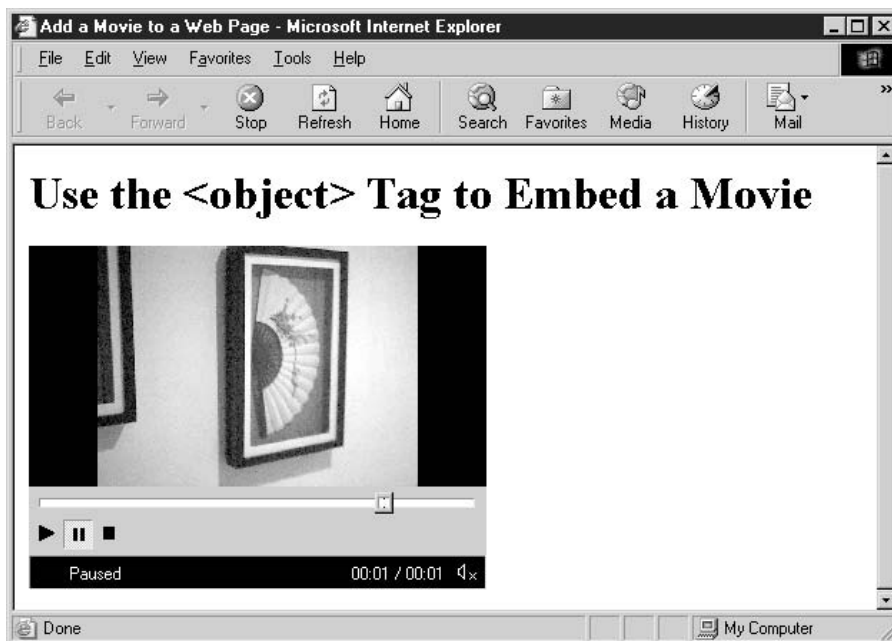 Add a Movie to a Web Page - Microsoft Internet Explorer
File Edit View Favorites Tools Help
Back Forward Stop Refresh Home Search Favorites Media History Mail »
Use the <object> Tag to Embed a Movie
Paused 00:01 / 00:01
Done My Computer